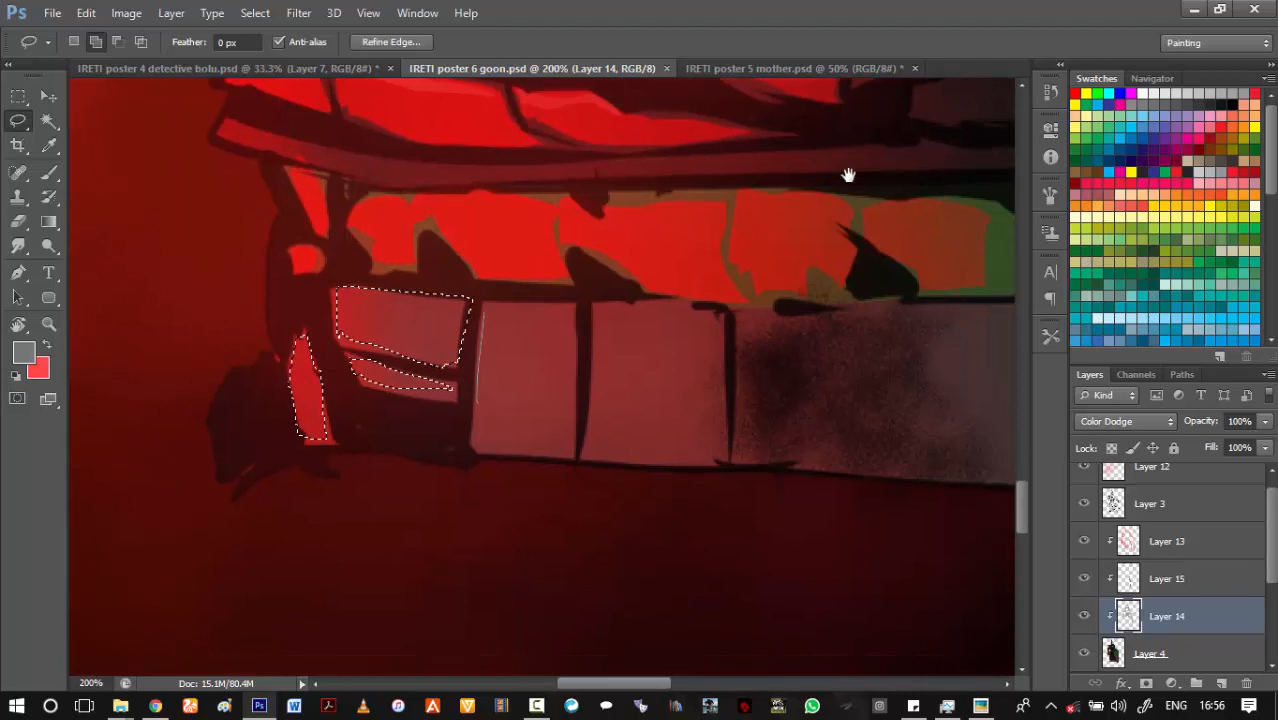 Ps File Edit Image Layer Type Select Filter 3D View Window Help
Feather: 0 px Anti-alias Refine Edge... Painting
IRETI poster 4 detective bolu.psd @ 33.3% (Layer 7, RGB/8#) * × IRETI poster 6 goon.psd @ 200% (Layer 14, RGB/8) × IRETI poster 5 mother.psd @ 50% (RGB/8#) * ×
Swatches Navigator
Layers Channels Paths
Kind
Color Dodge Opacity: 100%
Lock: Fill: 100%
Layer 12
Layer 3
Layer 13
Layer 15
Layer 14
Layer 4
200% Doc: 15.1M/80.4M
ENG 16:56